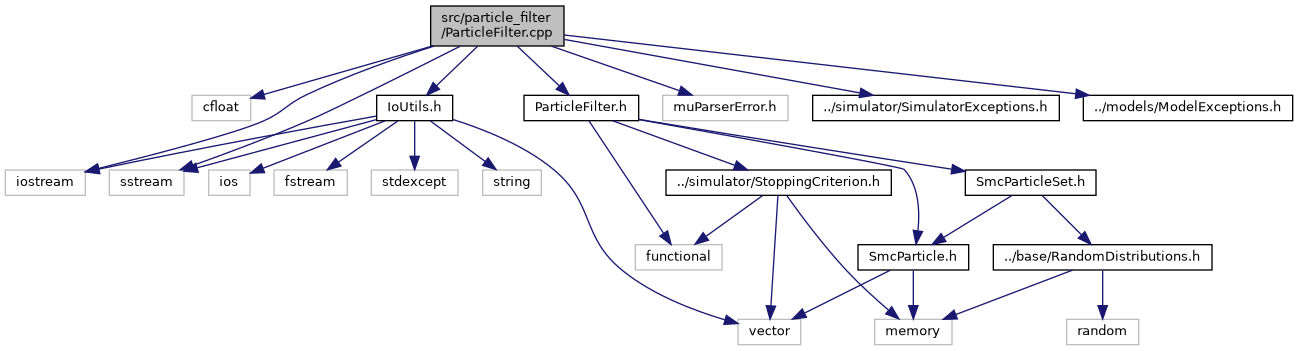 src/particle_filter
/ParticleFilter.cpp
cfloat
IoUtils.h
ParticleFilter.h
muParserError.h
../simulator/SimulatorExceptions.h
../models/ModelExceptions.h
iostream
sstream
ios
fstream
stdexcept
string
../simulator/StoppingCriterion.h
SmcParticleSet.h
functional
SmcParticle.h
../base/RandomDistributions.h
vector
memory
random